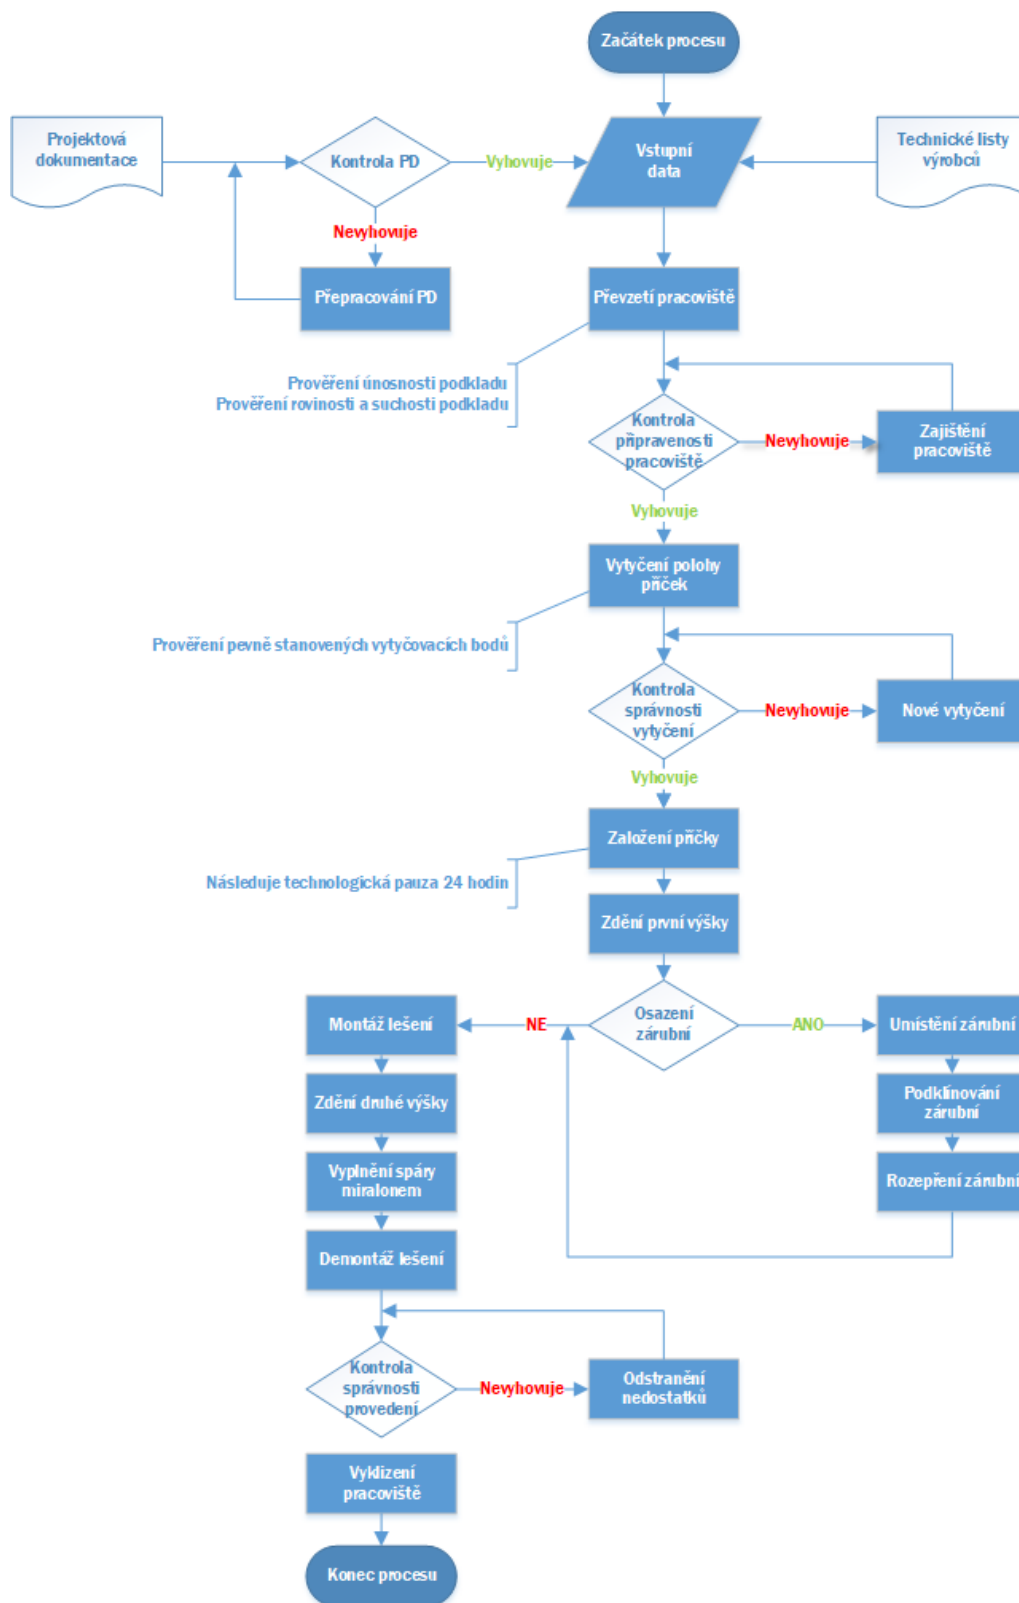 Začátek procesu
Projektová
dokumentace
Kontrola PD
Vyhovuje
Vstupní
data
Technické listy
výrobců
Nevyhovuje
Přepracování PD
Převzetí pracoviště
Prověření únosnosti podkladu
Prověření rovinosti a suchosti podkladu
Kontrola
připravenosti
pracoviště
Nevyhovuje
Zajištění
pracoviště
Vyhovuje
Vytyčení polohy
příček
Prověření pevně stanovených vytyčovacích bodů
Kontrola
správnosti
vytyčení
Nevyhovuje
Nové vytyčení
Vyhovuje
Založení příčky
Následuje technologická pauza 24 hodin
Zdění první výšky
Osazení
zárubní
NE
ANO
Montáž lešení
Umístění zárubní
Zdění druhé výšky
Podklínování
zárubní
Vyplnění spáry
miralonem
Rozepření zárubní
Demontáž lešení
Kontrola
správnosti
provedení
Nevyhovuje
Odstranění
nedostatků
Vyklizení
pracoviště
Konec procesu